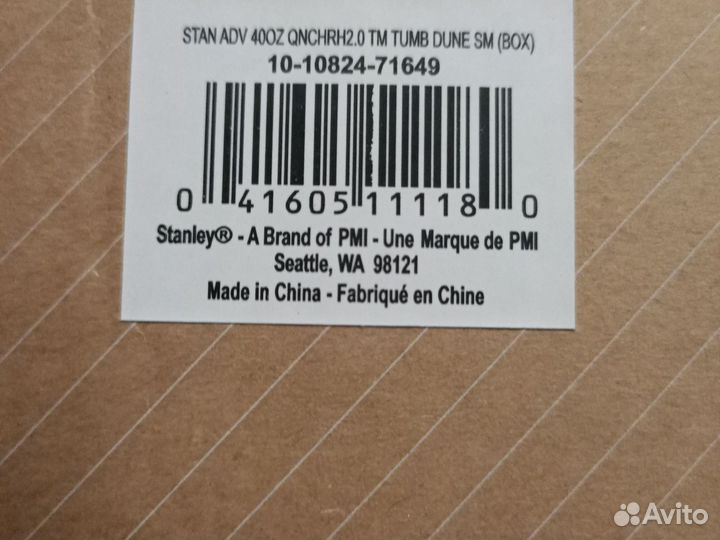 STAN ADV 40OZ QNCHRH2.0 TM TUMB DUNE SM (BOX)
10-10824-71649
0 41605 11118 0
Stanley® - A Brand of PMI - Une Marque de PMI
Seattle, WA 98121
Made in China - Fabriqué en Chine
Avito